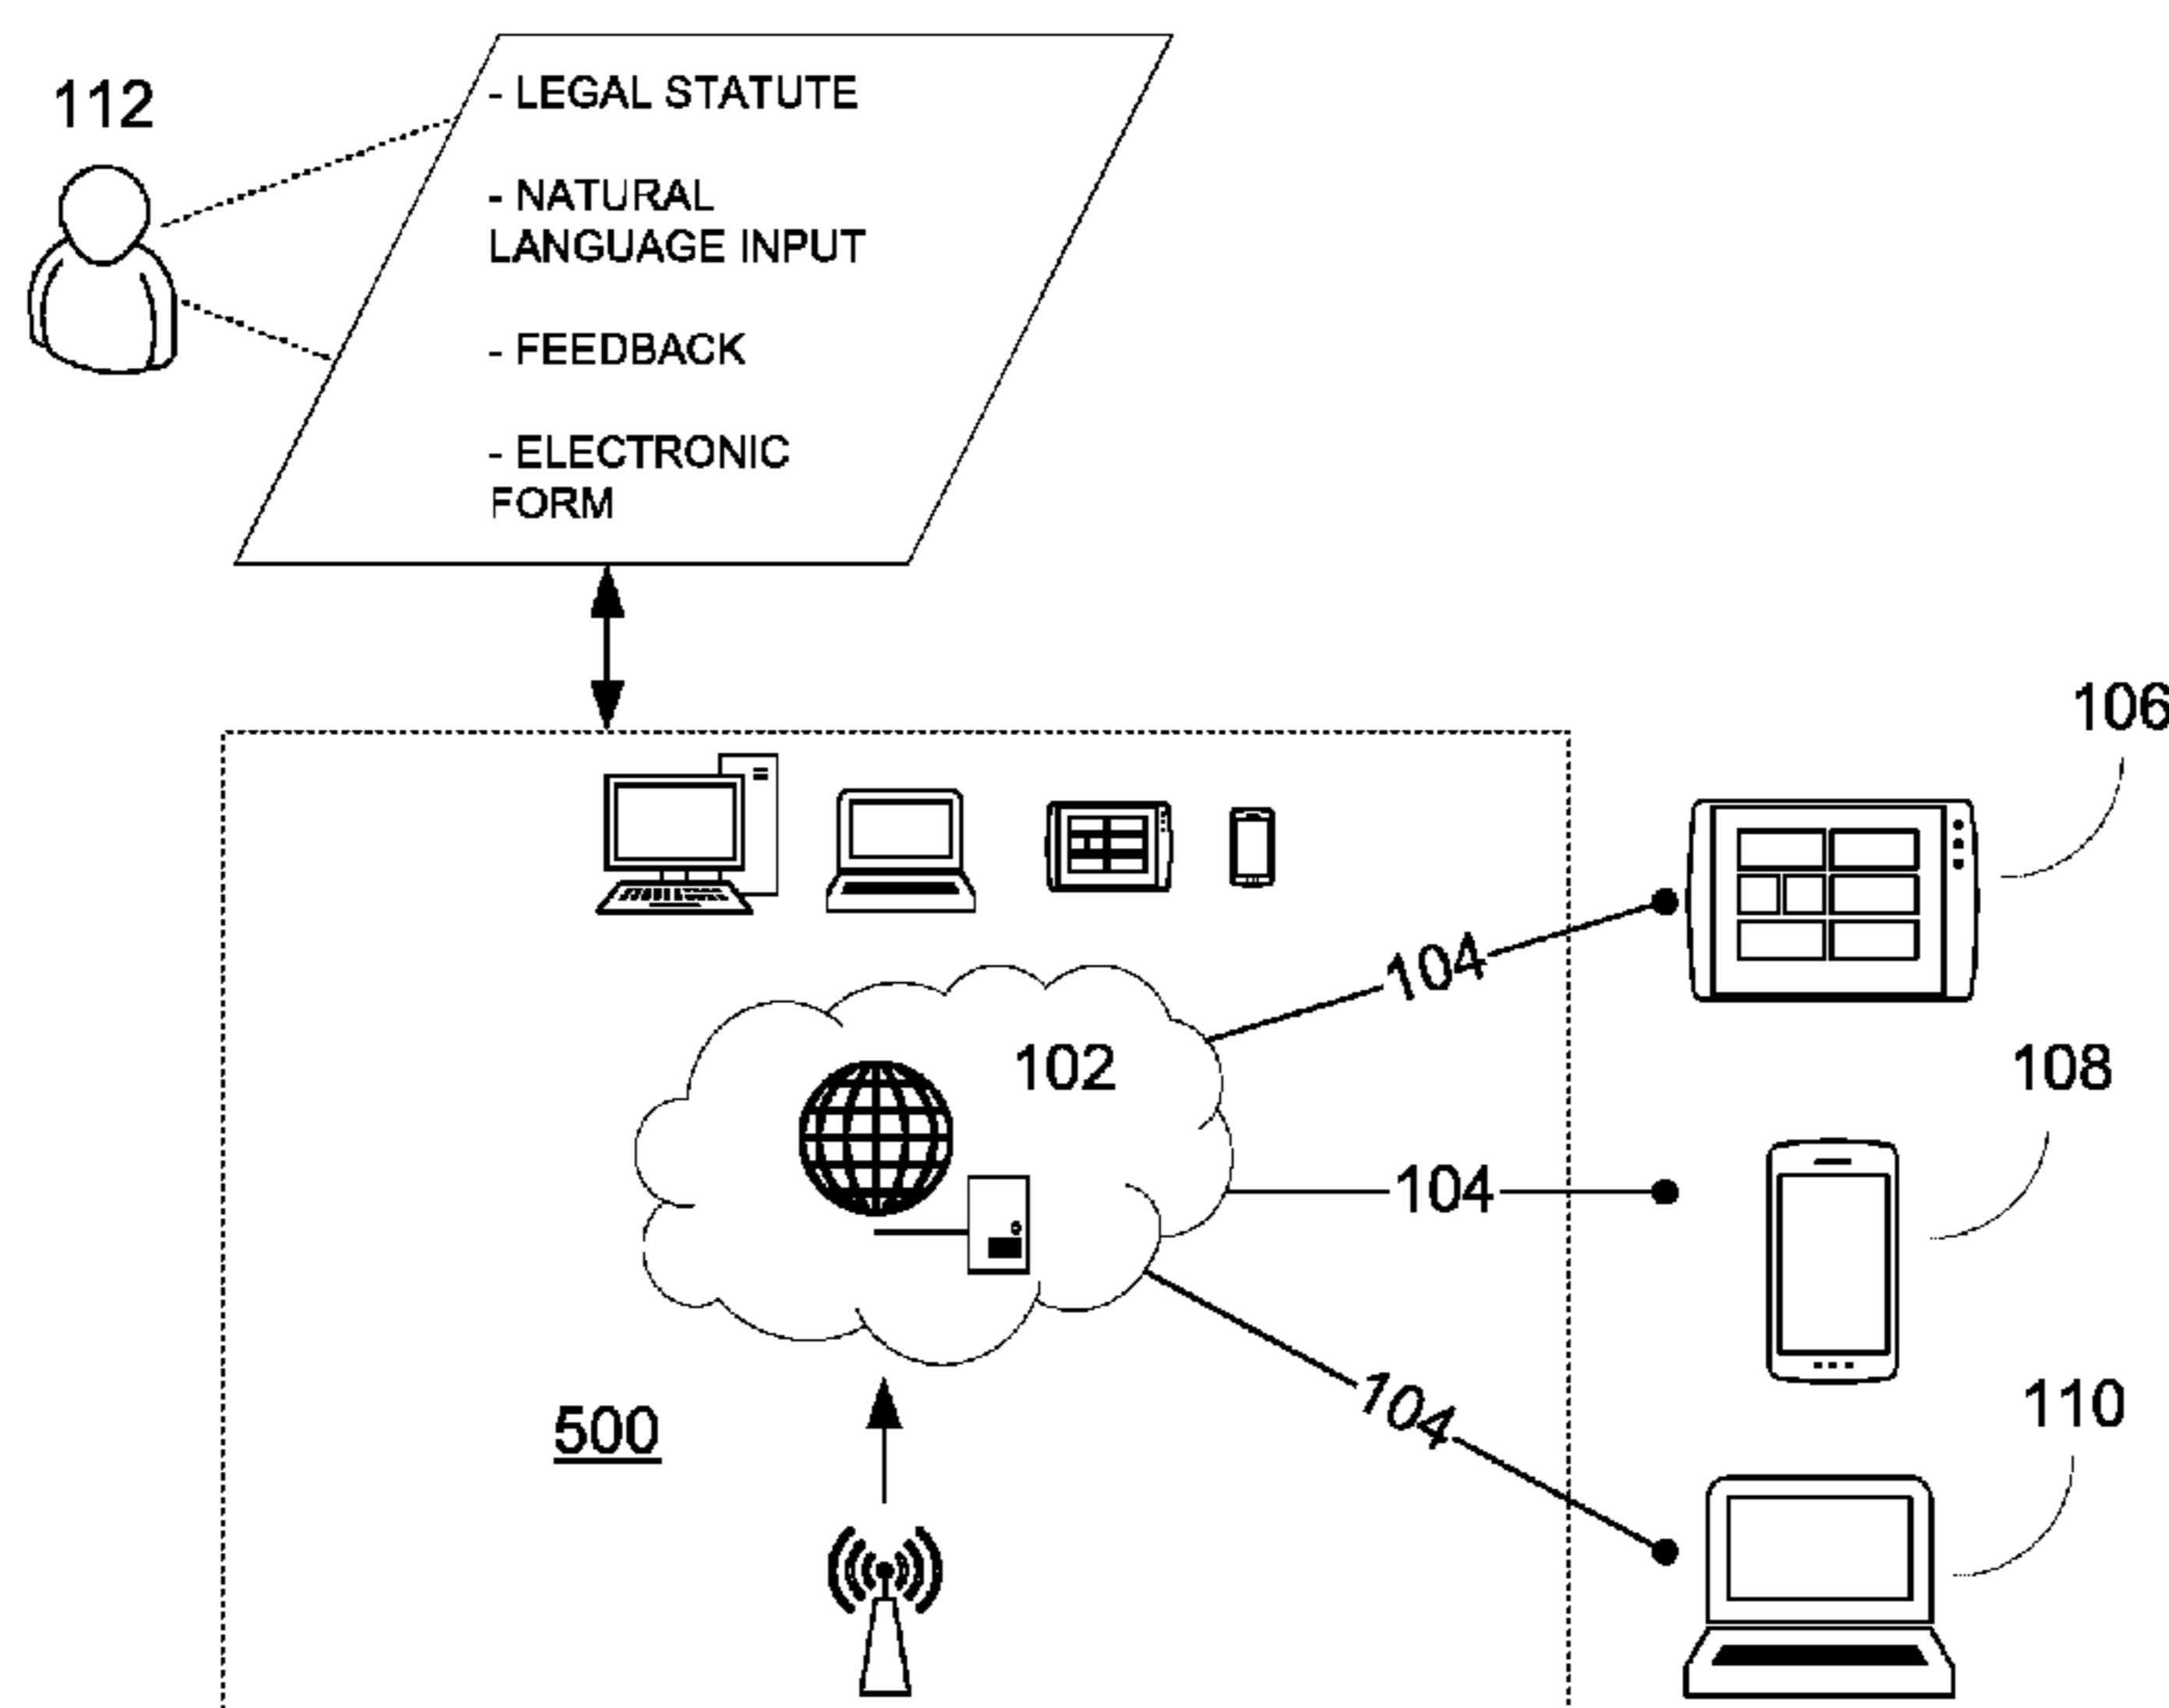 112
- LEGAL STATUTE
- NATURAL
LANGUAGE INPUT
- FEEDBACK
- ELECTRONIC
FORM
106
104
102
108
104
500
104
110